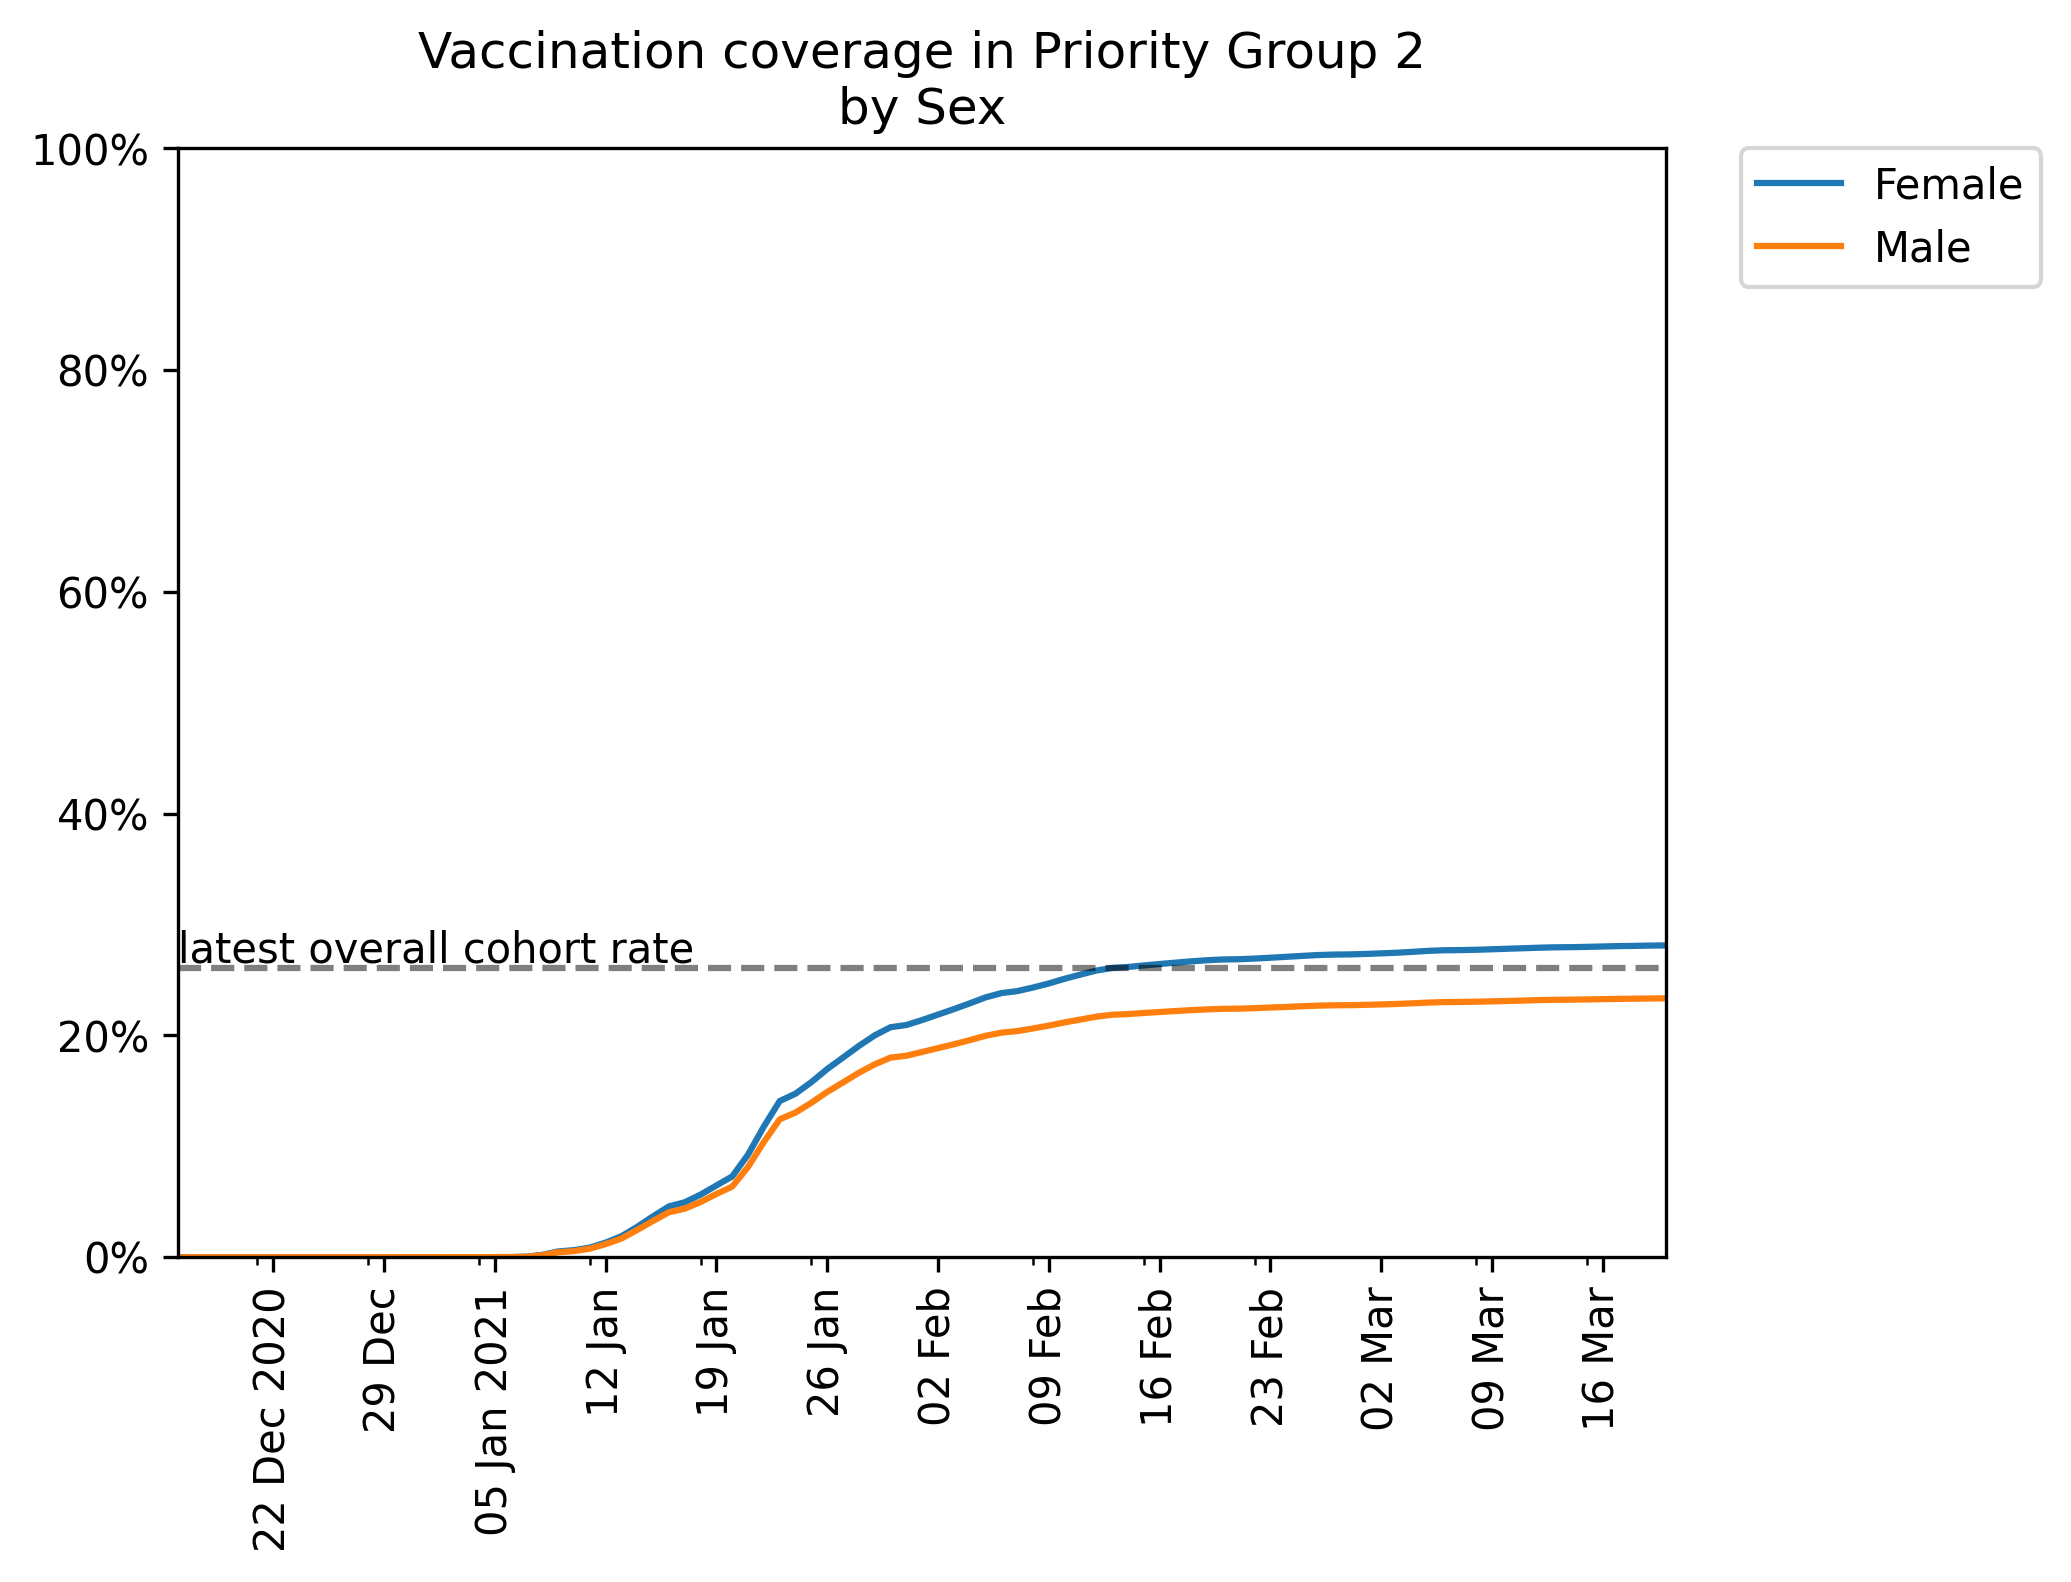 Vaccination coverage in Priority Group 2
by Sex
100%
80%
60%
40%
20%
0%
latest overall cohort rate
Female
Male
22 Dec 2020
29 Dec
05 Jan 2021
12 Jan
19 Jan
26 Jan
02 Feb
09 Feb
16 Feb
23 Feb
02 Mar
09 Mar
16 Mar